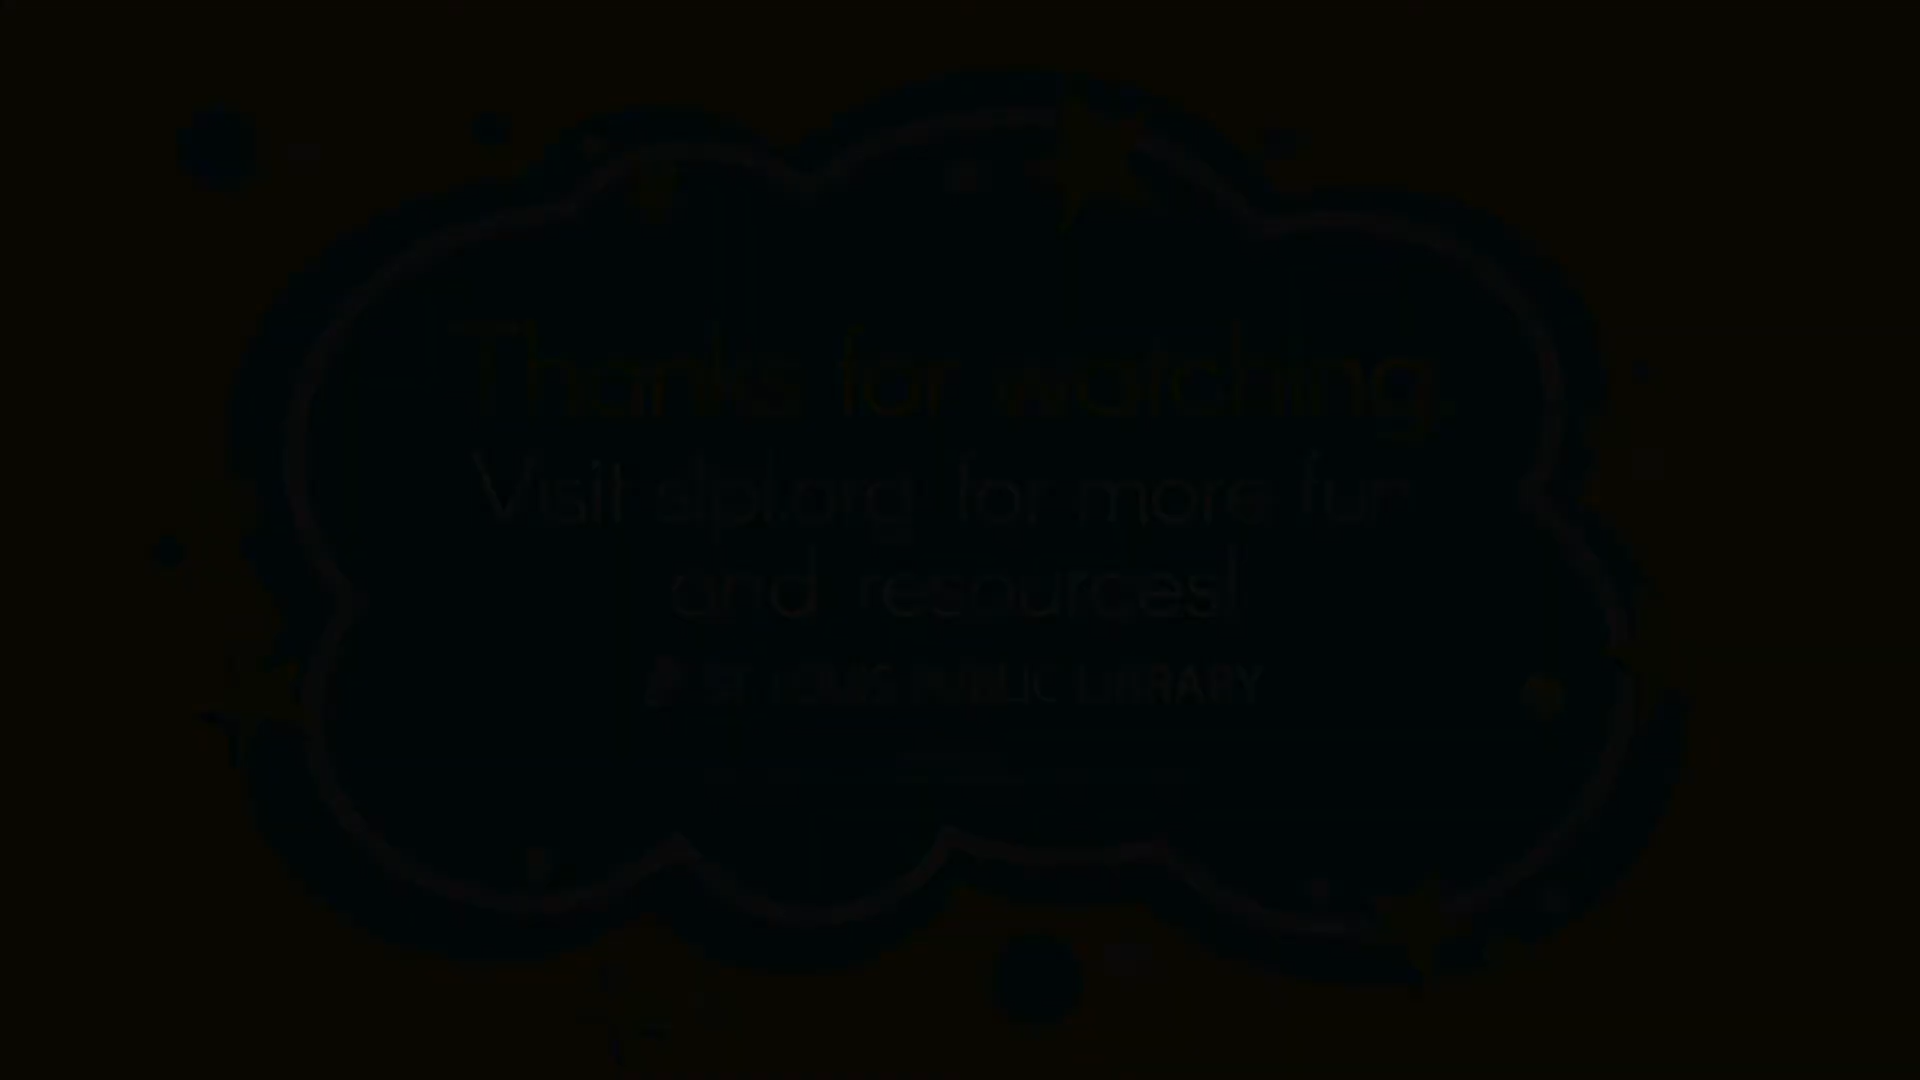 Thanks for watching.
Visit slpl.org for more fun
and resources!
ST. LOUIS PUBLIC LIBRARY